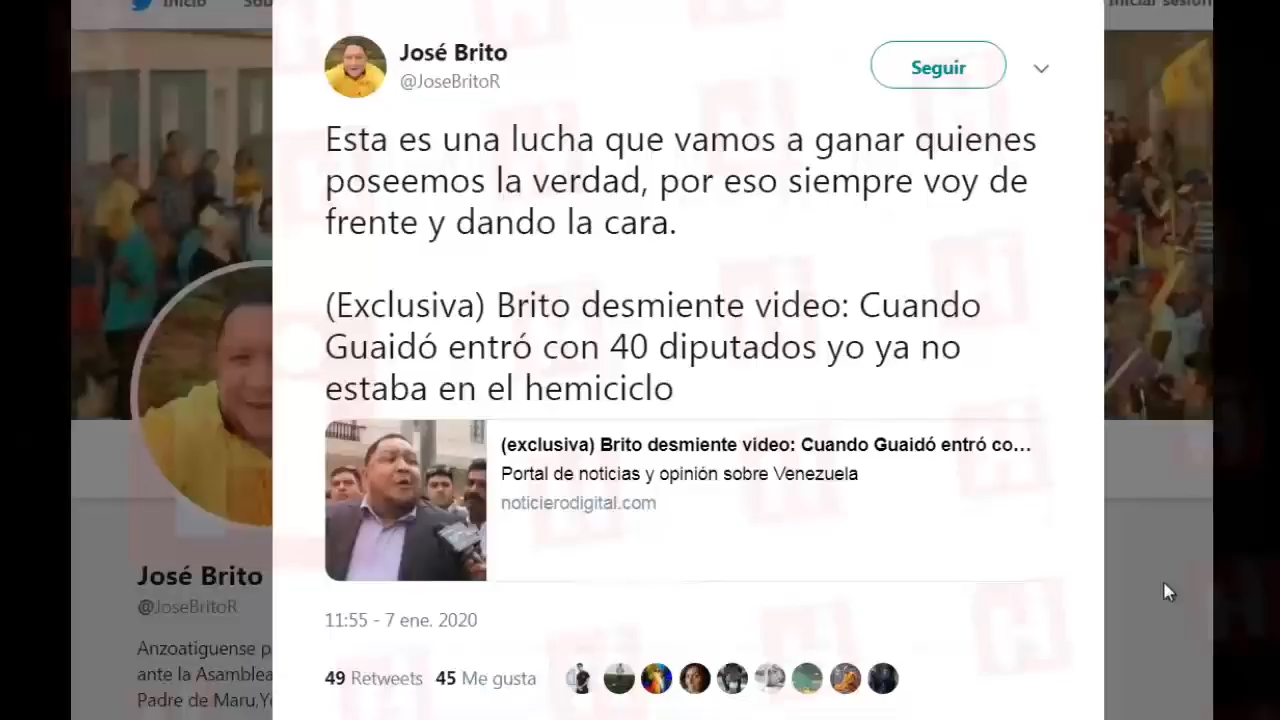 Inicio
José Brito
@JoseBritoR
Seguir
Esta es una lucha que vamos a ganar quienes
poseemos la verdad, por eso siempre voy de
frente y dando la cara.
(Exclusiva) Brito desmiente video: Cuando
Guaidó entró con 40 diputados yo ya no
estaba en el hemiciclo
(exclusiva) Brito desmiente video: Cuando Guaidó entró co...
Portal de noticias y opinión sobre Venezuela
noticierodigital.com
11:55 - 7 ene. 2020
49 Retweets 45 Me gusta
José Brito
@JoseBritoR
Anzoatiguense p
ante la Asamblea
Padre de Maru,Y